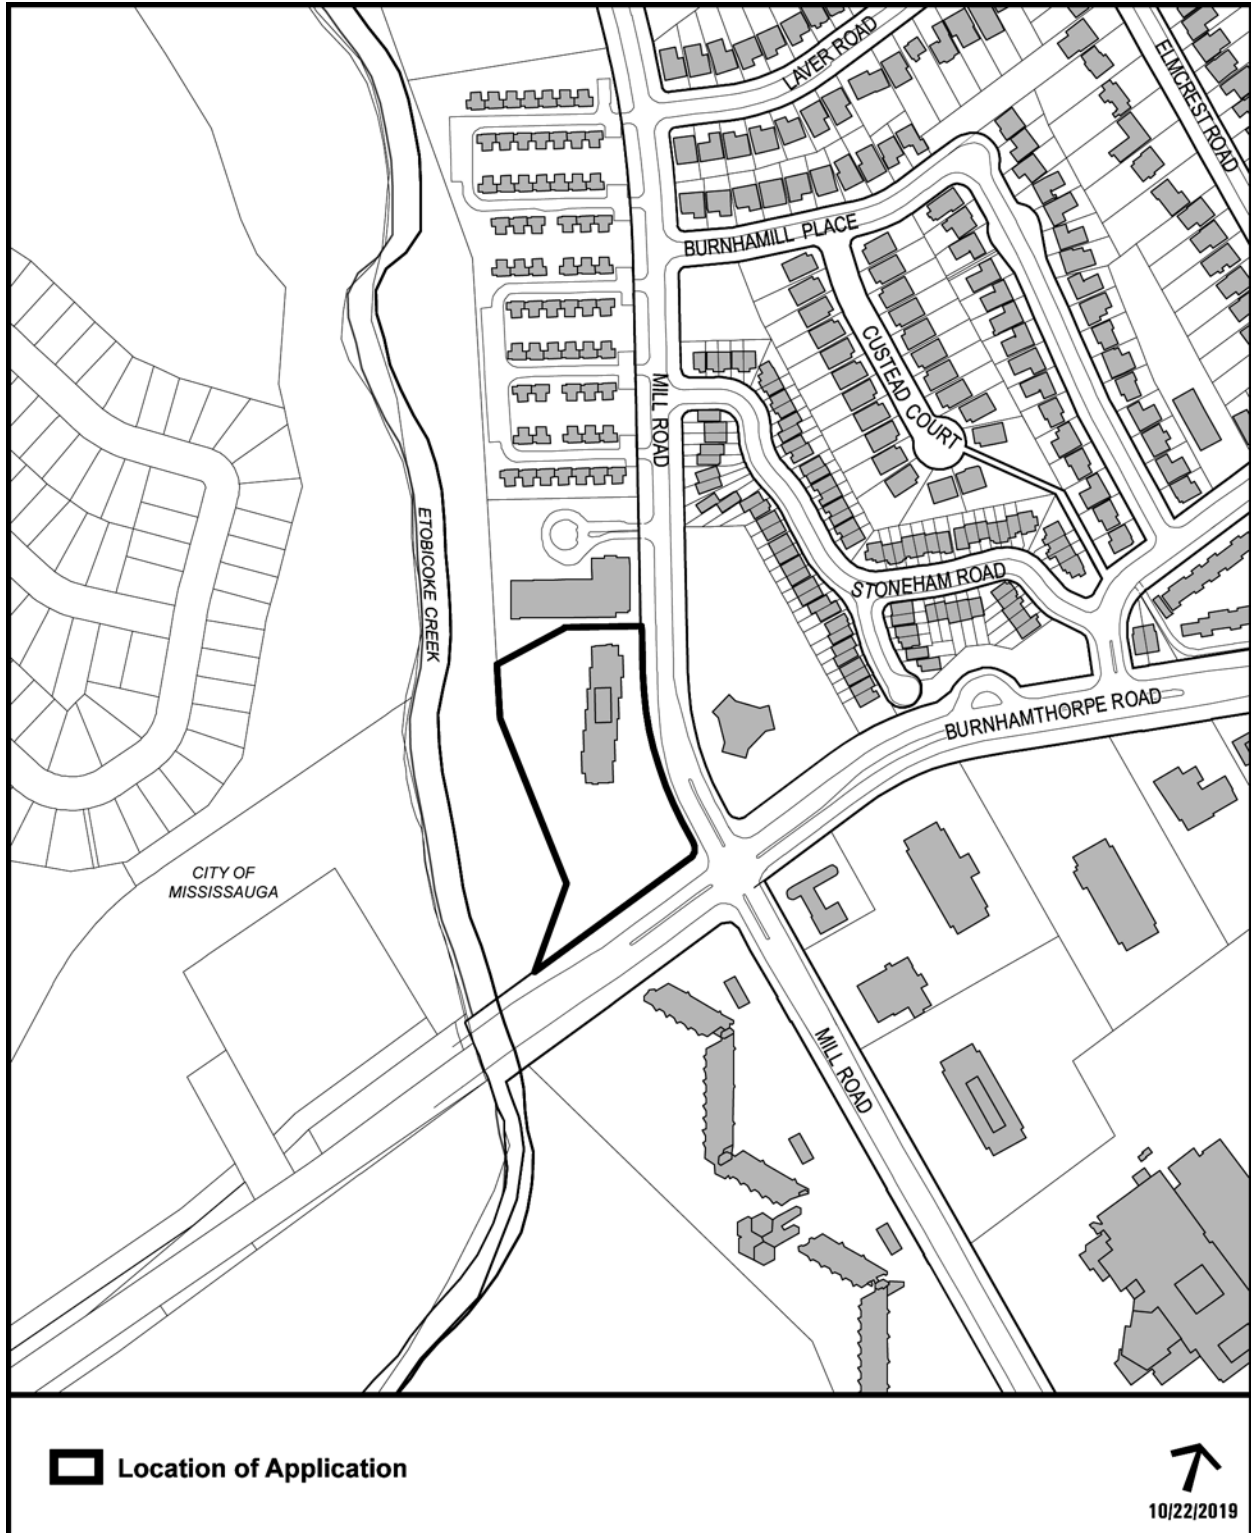 LAVER ROAD
ELMCREST ROAD
BURNHAMILL PLACE
CUSTEAD COURT
MILL ROAD
ETOBICOKE CREEK
STONEHAM ROAD
BURNHAMTHORPE ROAD
CITY OF
MISSISSAUGA
MILL ROAD
Location of Application
10/22/2019